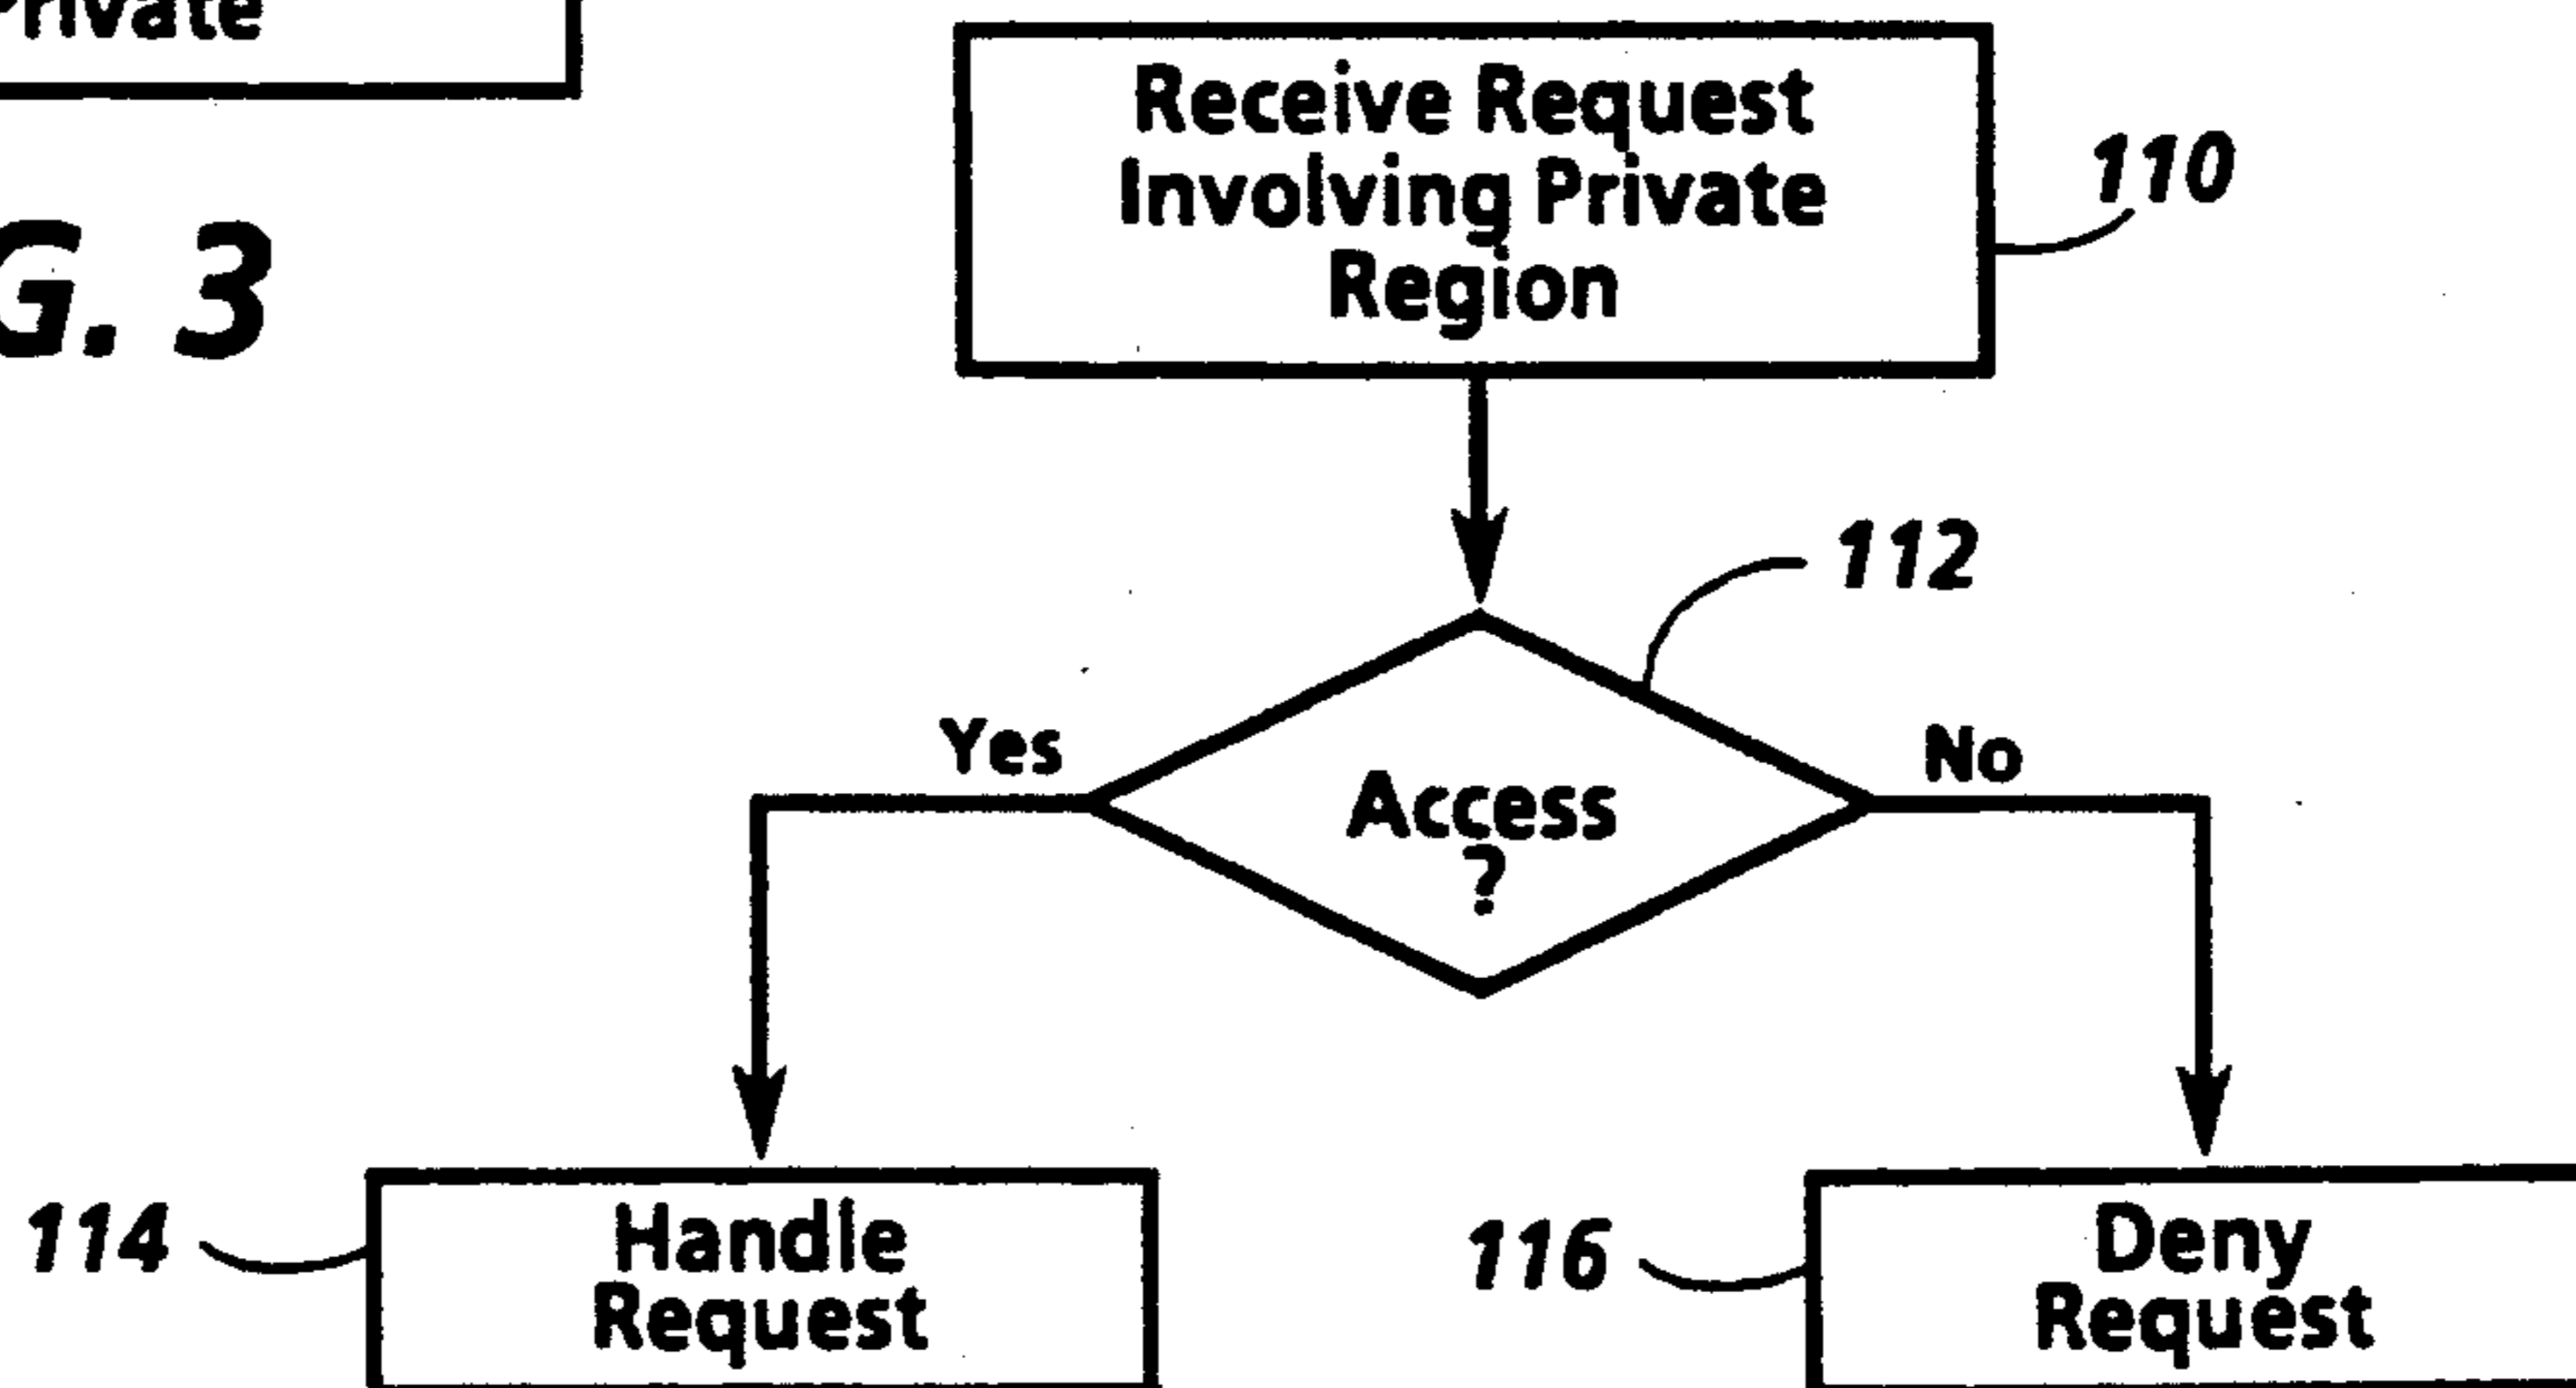 Private
G. 3
Receive Request
Involving Private
Region
110
112
Yes
No
Access
?
114
Handle
Request
116
Deny
Request